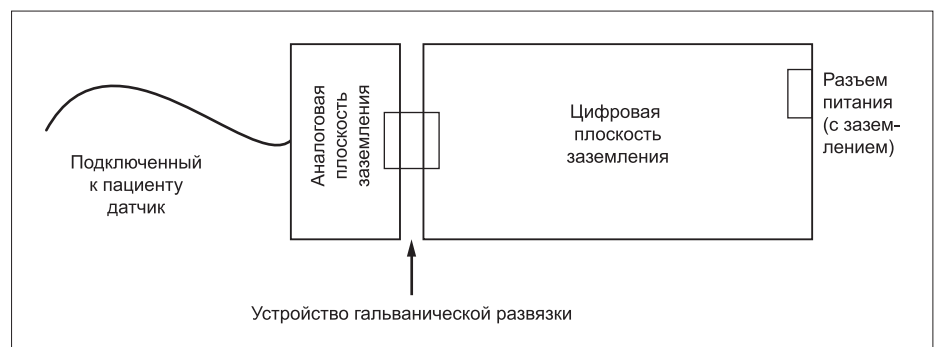 Подключенный
к пациенту
датчик
Аналоговая
плоскость
заземления
Цифровая
плоскость
заземления
Разъем
питания
(с зазем-
лением)
Устройство гальванической развязки